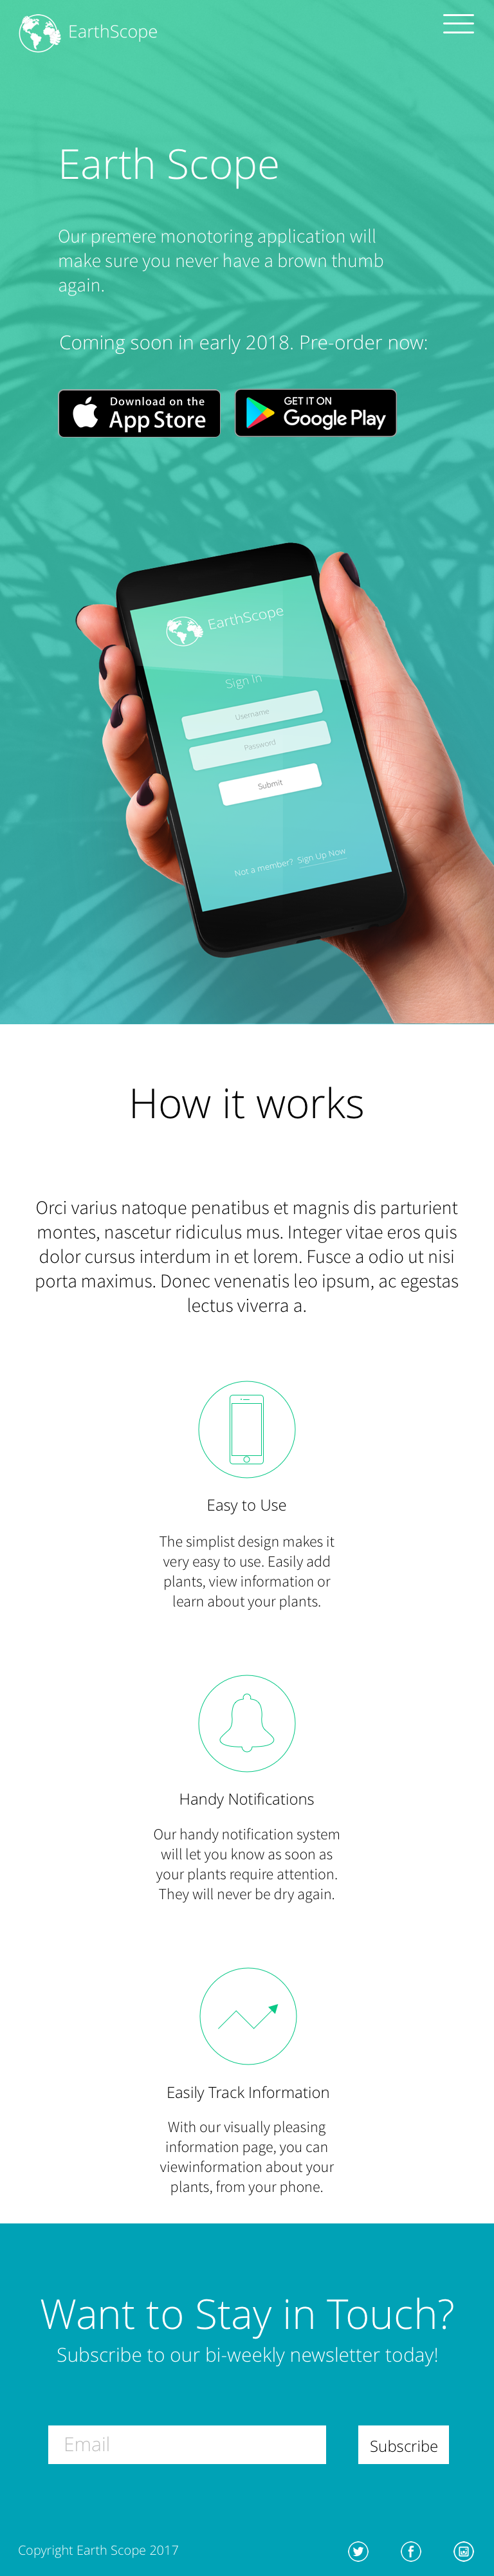 EarthScope
Earth Scope
Our premere monotoring application will
make sure you never have a brown thumb
again.
Coming soon in early 2018. Pre-order now:
Download on the
App Store
GET IT ON
Google Play
EarthScope
Sign In
Username
Password
Submit
Not a member? Sign Up Now.
How it works
Orci varius natoque penatibus et magnis dis parturient
montes, nascetur ridiculus mus. Integer vitae eros quis
dolor cursus interdum in et lorem. Fusce a odio ut nisi
porta maximus. Donec venenatis leo ipsum, ac egestas
lectus viverra a.
Easy to Use
The simplist design makes it
very easy to use. Easily add
plants, view information or
learn about your plants.
Handy Notifications
Our handy notification system
will let you know as soon as
your plants require attention.
They will never be dry again.
Easily Track Information
With our visually pleasing
information page, you can
viewinformation about your
plants, from your phone.
Want to Stay in Touch?
Subscribe to our bi-weekly newsletter today!
Email
Subscribe
Copyright Earth Scope 2017